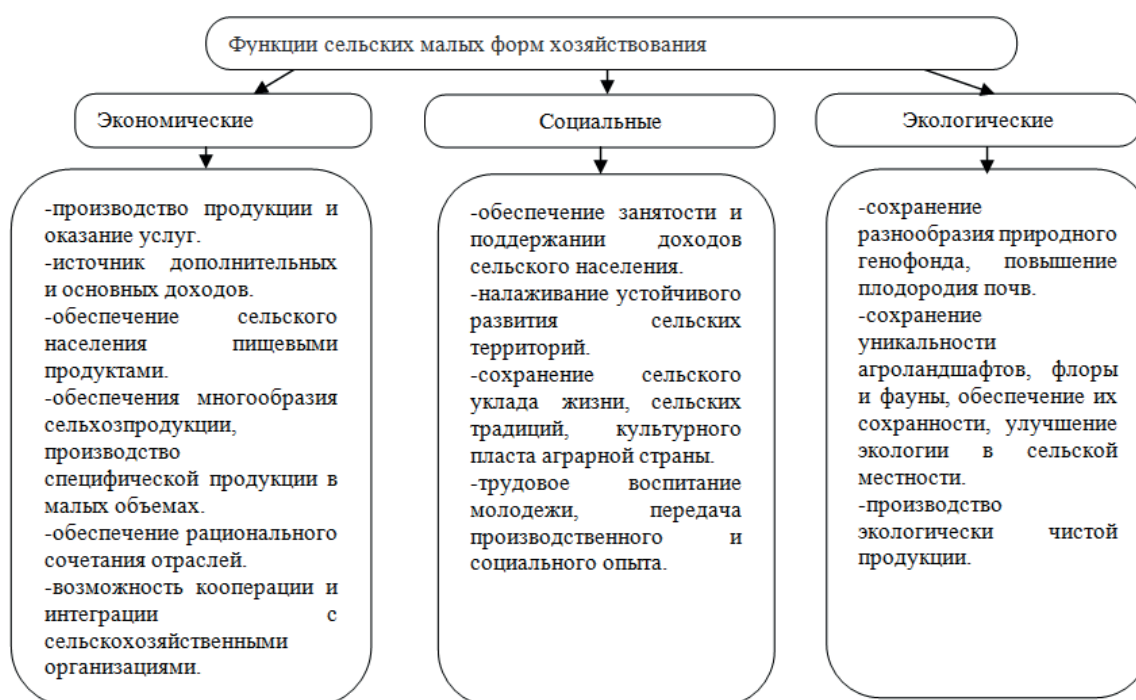 Функции сельских малых форм хозяйствования
Экономические
Социальные
Экологические
-производство продукции и
оказание услуг.
-источник дополнительных
и основных доходов.
-обеспечение сельского
населения пищевыми
продуктами.
-обеспечения многообразия
сельхозпродукции,
производство
специфической продукции в
малых объемах.
-обеспечение рационального
сочетания отраслей.
-возможность кооперации и
интеграции с
сельскохозяйственными
организациями.
-обеспечение занятости и
поддержании доходов
сельского населения.
-налаживание устойчивого
развития сельских
территорий.
-сохранение сельского
уклада жизни, сельских
традиций, культурного
пласта аграрной страны.
-трудовое воспитание
молодежи, передача
производственного и
социального опыта.
-сохранение
разнообразия природного
генофонда, повышение
плодородия почв.
-сохранение
уникальности
агроландшафтов, флоры
и фауны, обеспечение их
сохранности, улучшение
экологии в сельской
местности.
-производство
экологически чистой
продукции.